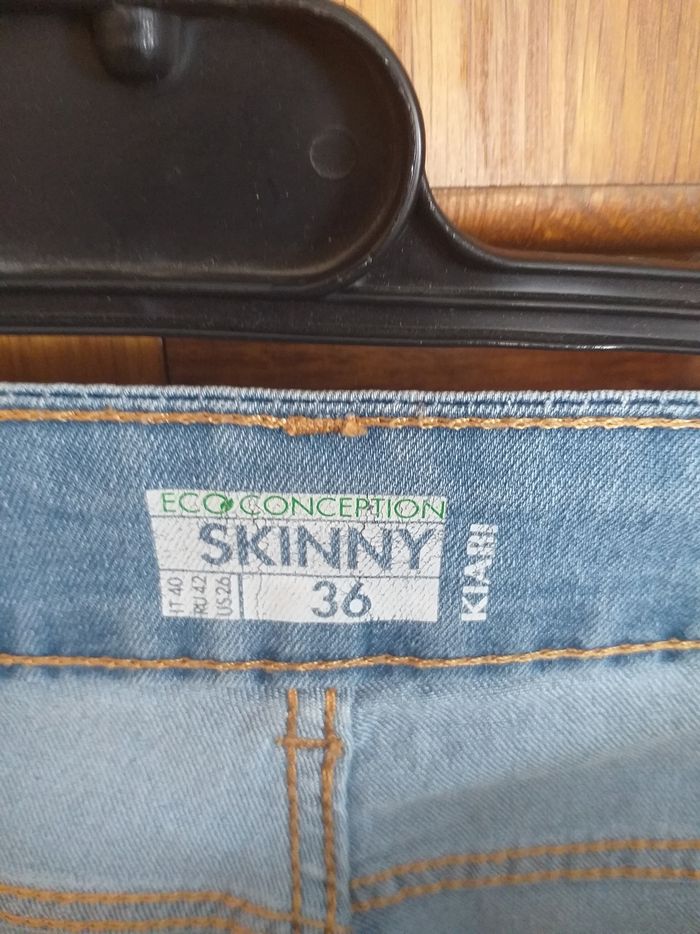 ECO CONCEPTION
SKINNY
IT 40
RU 42
US 26
36
KIABI